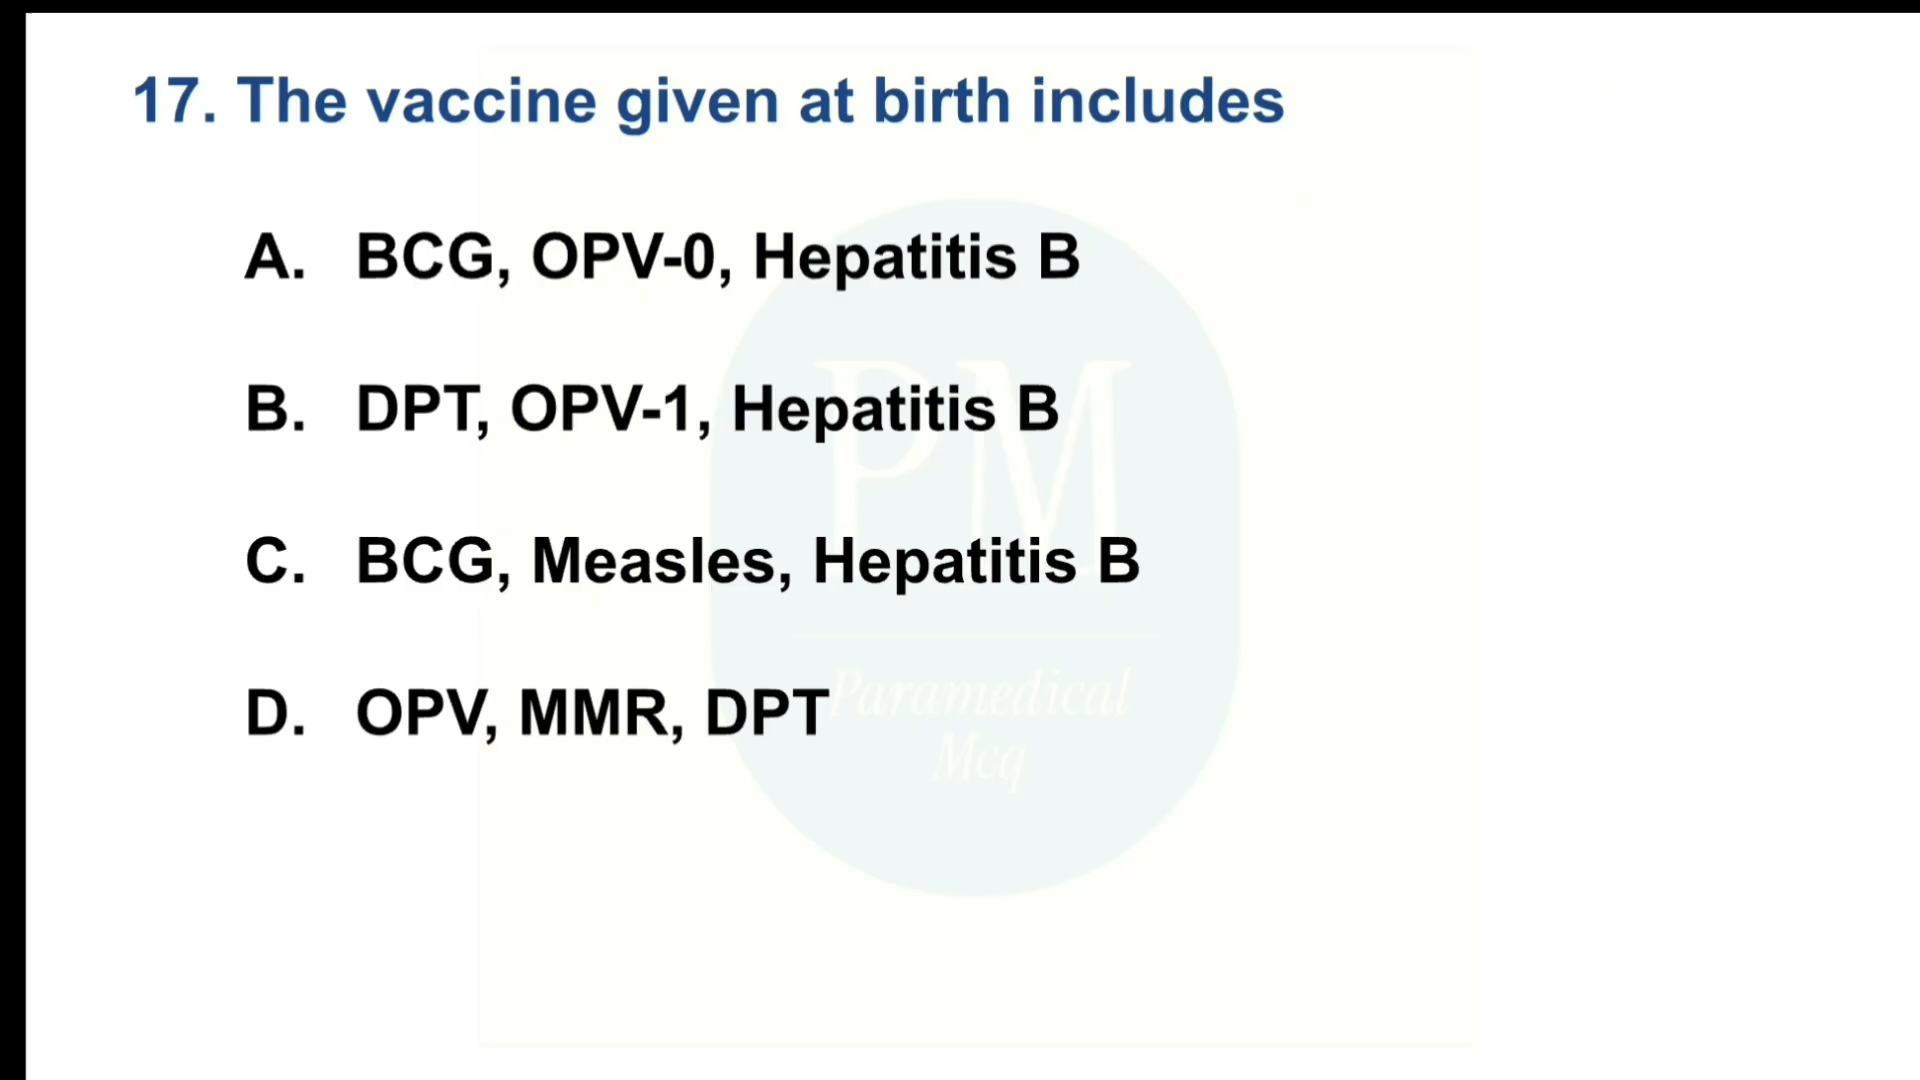 17. The vaccine given at birth includes
A. BCG, OPV-0, Hepatitis B
B. DPT, OPV-1, Hepatitis B
C. BCG, Measles, Hepatitis B
D. OPV, MMR, DPT
PM
Paramedical
Mcq